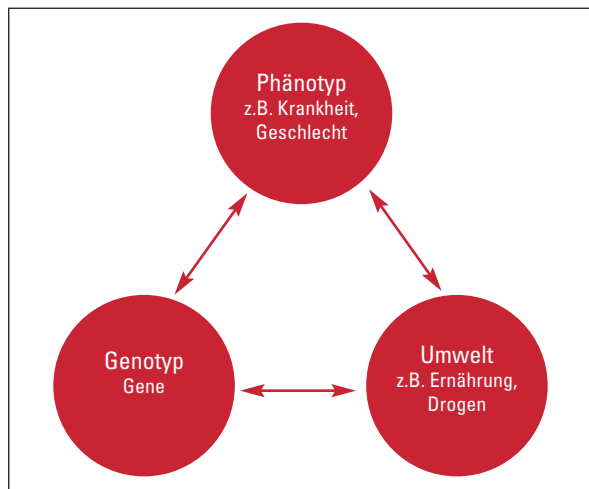 Phänotyp
z.B. Krankheit,
Geschlecht
Genotyp
Gene
Umwelt
z.B. Ernährung,
Drogen